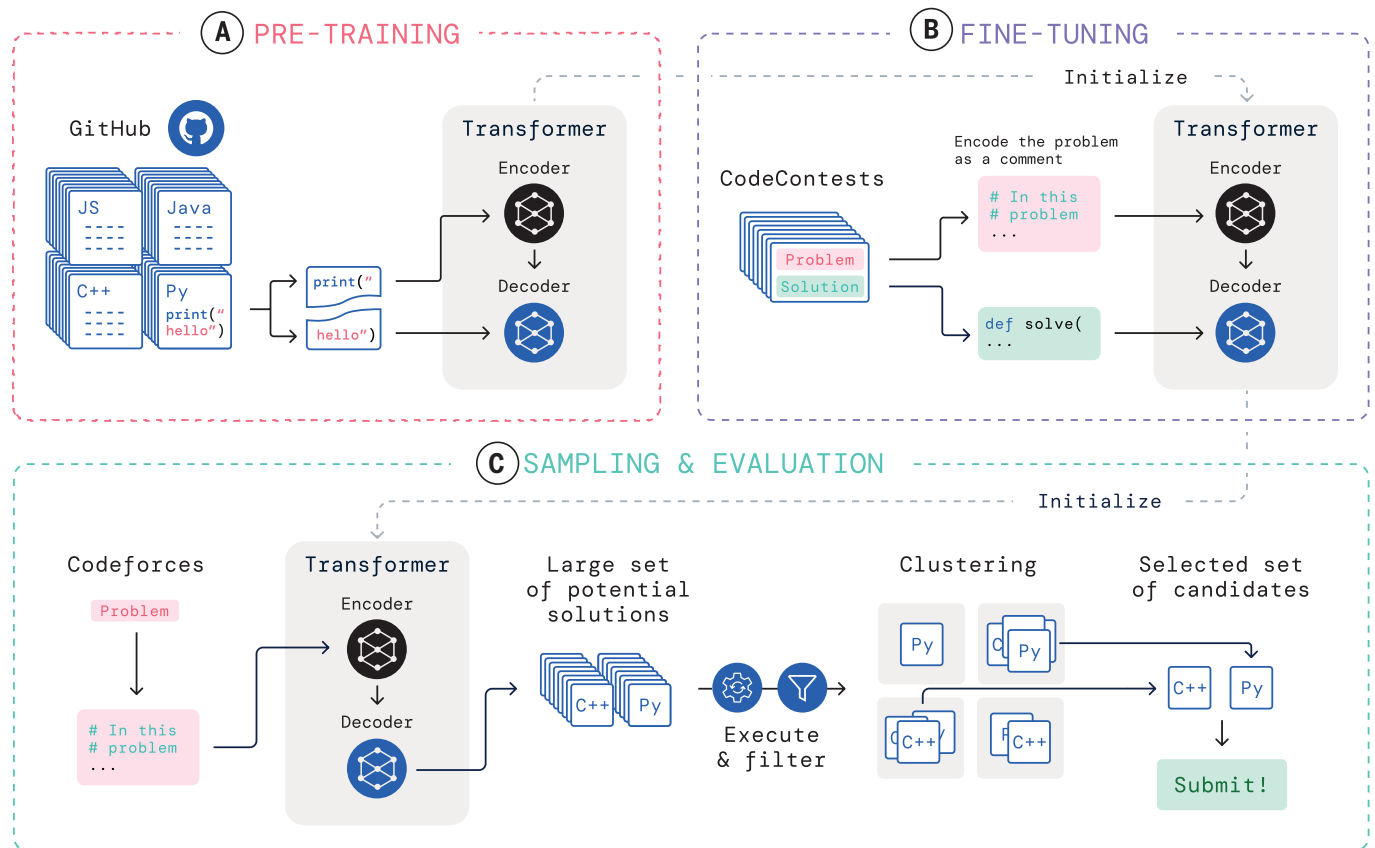 A PRE-TRAINING
GitHub
JS
Java
C++
Py
print("
hello")
print("
hello")
Transformer
Encoder
Decoder
B FINE-TUNING
Initialize
CodeContests
Problem
Solution
Encode the problem
as a comment
# In this
# problem
...
def solve(
...
Transformer
Encoder
Decoder
C SAMPLING & EVALUATION
Initialize
Codeforces
Problem
# In this
# problem
...
Transformer
Encoder
Decoder
Large set
of potential
solutions
C++
Py
Execute
& filter
Clustering
Py
C
Py
C
C++
C++
Selected set
of candidates
C++
Py
Submit!